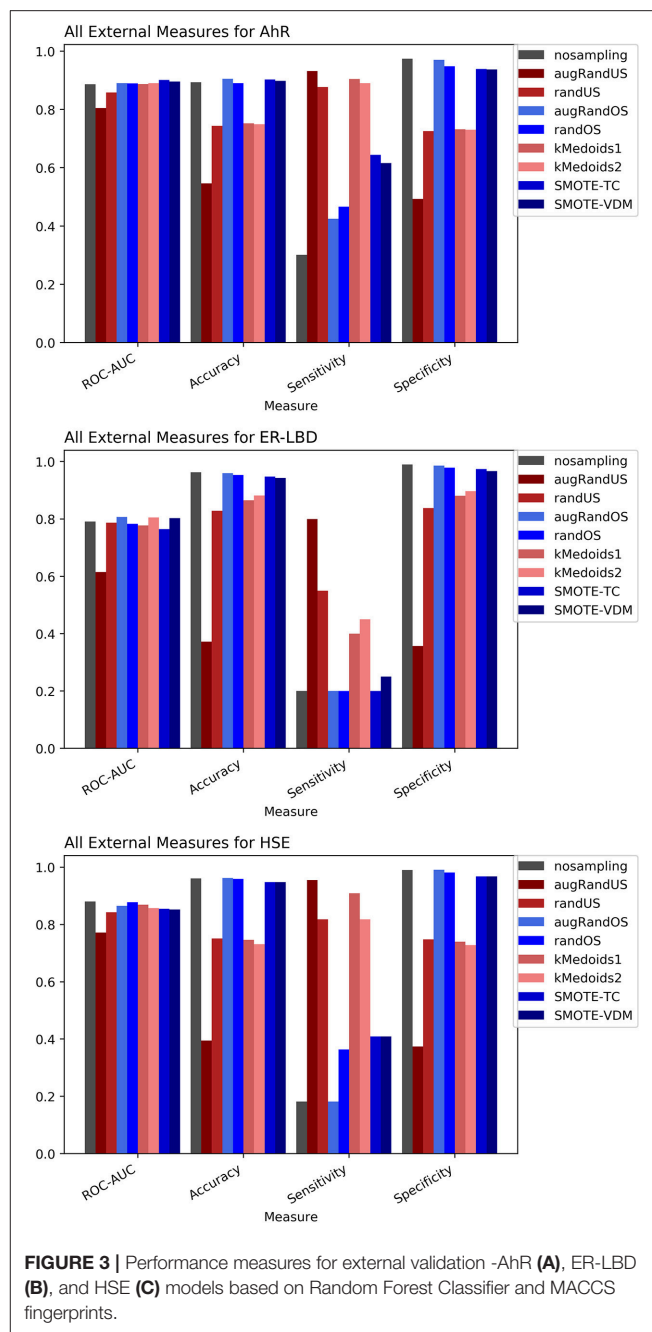 All External Measures for AhR
1.0
0.8
0.6
0.4
0.2
0.0
ROC-AUC
Accuracy
Sensitivity
Specificity
Measure
nosampling
augRandUS
randUS
augRandOS
randOS
kMedoids1
kMedoids2
SMOTE-TC
SMOTE-VDM
All External Measures for ER-LBD
1.0
0.8
0.6
0.4
0.2
0.0
ROC-AUC
Accuracy
Sensitivity
Specificity
Measure
nosampling
augRandUS
randUS
augRandOS
randOS
kMedoids1
kMedoids2
SMOTE-TC
SMOTE-VDM
All External Measures for HSE
1.0
0.8
0.6
0.4
0.2
0.0
ROC-AUC
Accuracy
Sensitivity
Specificity
Measure
nosampling
augRandUS
randUS
augRandOS
randOS
kMedoids1
kMedoids2
SMOTE-TC
SMOTE-VDM
FIGURE 3 | Performance measures for external validation -AhR (A), ER-LBD
(B), and HSE (C) models based on Random Forest Classifier and MACCS
fingerprints.